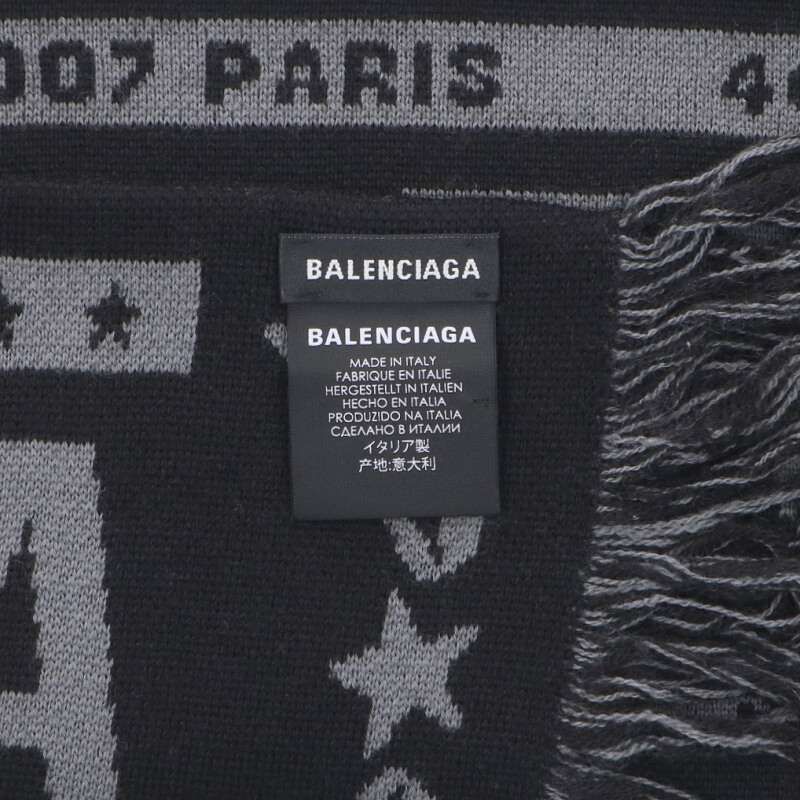 007 PARIS 4
BALENCIAGA
BALENCIAGA
MADE IN ITALY
FABRIQUE EN ITALIE
HERGESTELLT IN ITALIEN
HECHO EN ITALIA
PRODUZIDO NA ITALIA
СДЕЛАНО В ИТАЛИИ
イタリア製
产地:意大利
A